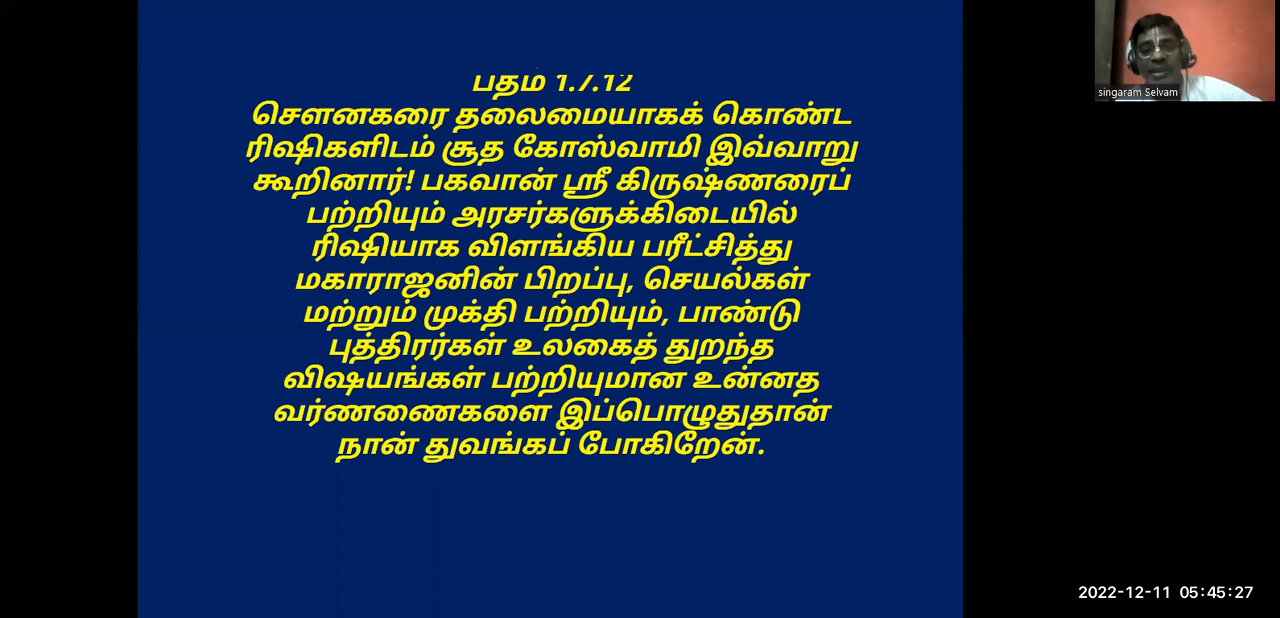 பதம் 1.7.12
சௌனகரை தலைமையாகக் கொண்ட
ரிஷிகளிடம் சூத கோஸ்வாமி இவ்வாறு
கூறினார்! பகவான் ஸ்ரீ கிருஷ்ணரைப்
பற்றியும் அரசர்களுக்கிடையில்
ரிஷியாக விளங்கிய பரீட்சித்து
மகாராஜனின் பிறப்பு, செயல்கள்
மற்றும் முக்தி பற்றியும், பாண்டு
புத்திரர்கள் உலகைத் துறந்த
விஷயங்கள் பற்றியுமான உன்னத
வர்ணணைகளை இப்பொழுதுதான்
நான் துவங்கப் போகிறேன்.
singaram Selvam
2022-12-11 05:45:27